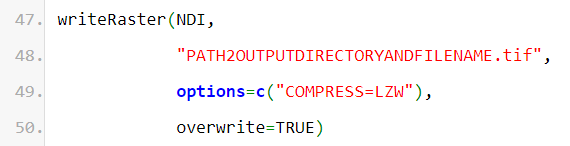 47. writeRaster(NDI,
48. "PATH2OUTPUTDIRECTORYANDFILENAME.tif",
49. options=c("COMPRESS=LZW"),
50. overwrite=TRUE)